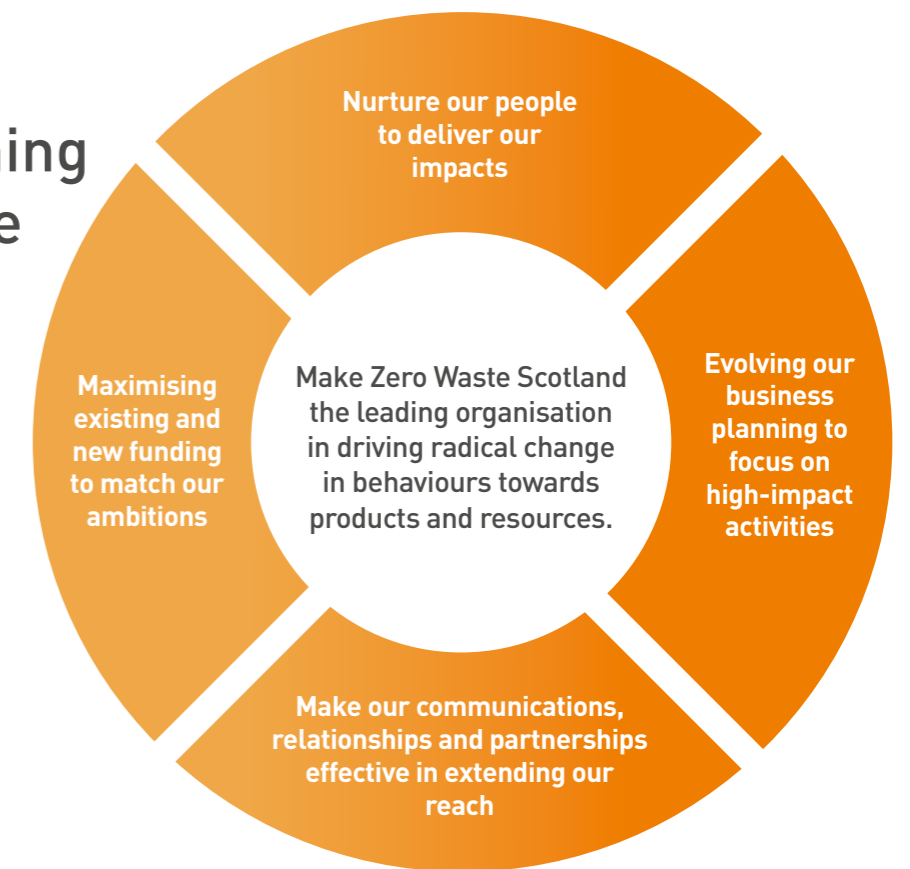 ning
e
Nurture our people
to deliver our
impacts
Maximising
existing and
new funding
to match our
ambitions
Make Zero Waste Scotland
the leading organisation
in driving radical change
in behaviours towards
products and resources.
Evolving our
business
planning to
focus on
high-impact
activities
Make our communications,
relationships and partnerships
effective in extending our
reach